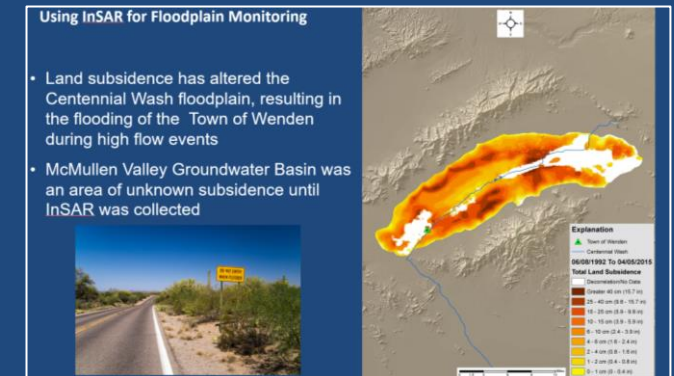 Using InSAR for Floodplain Monitoring
• Land subsidence has altered the
Centennial Wash floodplain, resulting in
the flooding of the Town of Wenden
during high flow events
• McMullen Valley Groundwater Basin was
an area of unknown subsidence until
InSAR was collected
DO NOT ENTER
WHEN FLOODED
Explanation
Town of Wenden
Centennial Wash
06/08/1992 To 04/05/2015
Total Land Subsidence
Decorrelation/No Data
Greater 40 cm (15.7 in)
25 - 40 cm (9.8 - 15.7 in)
15 - 25 cm (5.9 - 9.8 in)
10 - 15 cm (3.9 - 5.9 in)
6 - 10 cm (2.4 - 3.9 in)
4 - 6 cm (1.6 - 2.4 in)
2 - 4 cm (0.8 - 1.6 in)
1 - 2 cm (0.4 - 0.8 in)
0 - 1 cm (0 - 0.4 in)